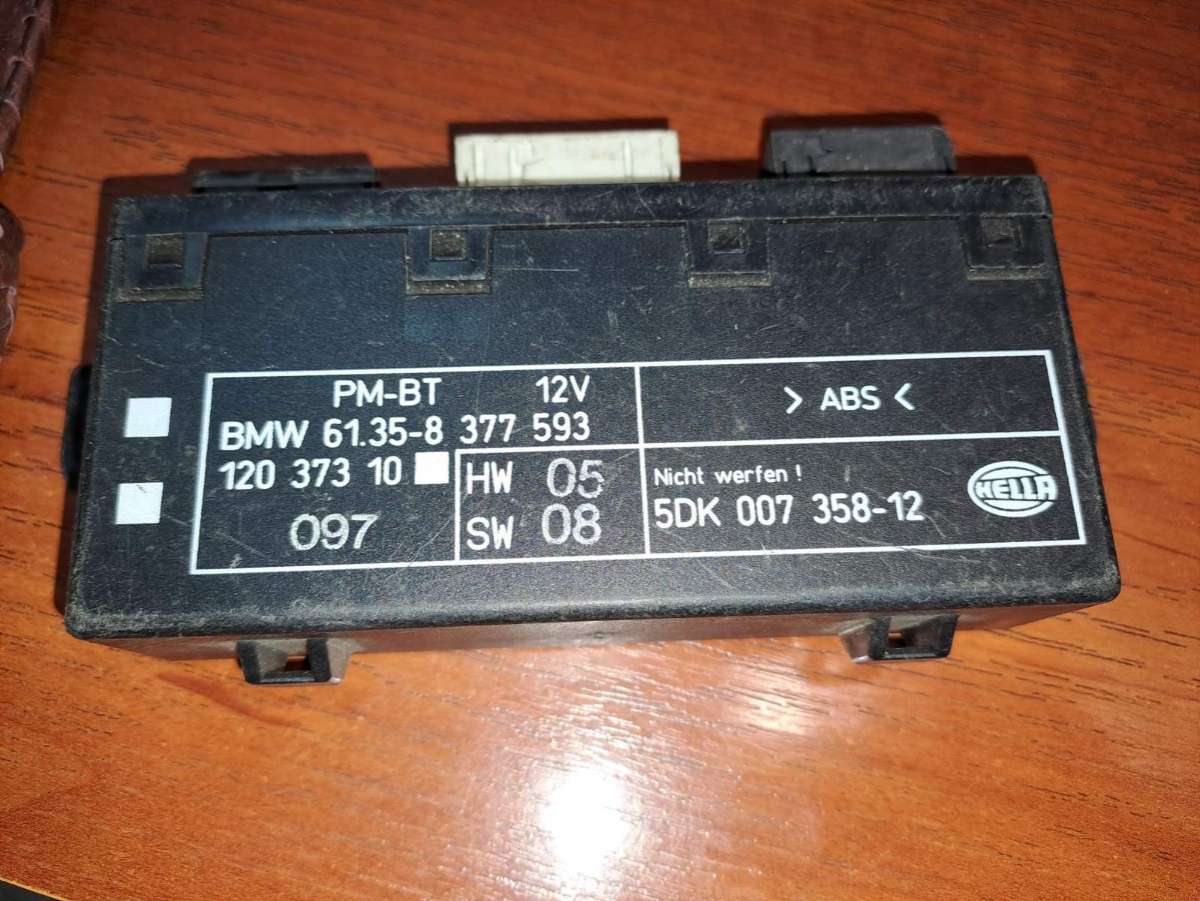 PM-BT 12V
BMW 61.35-8 377 593
120 373 10
097
HW 05
SW 08
> ABS <
Nicht werfen !
5DK 007 358-12
HELLA